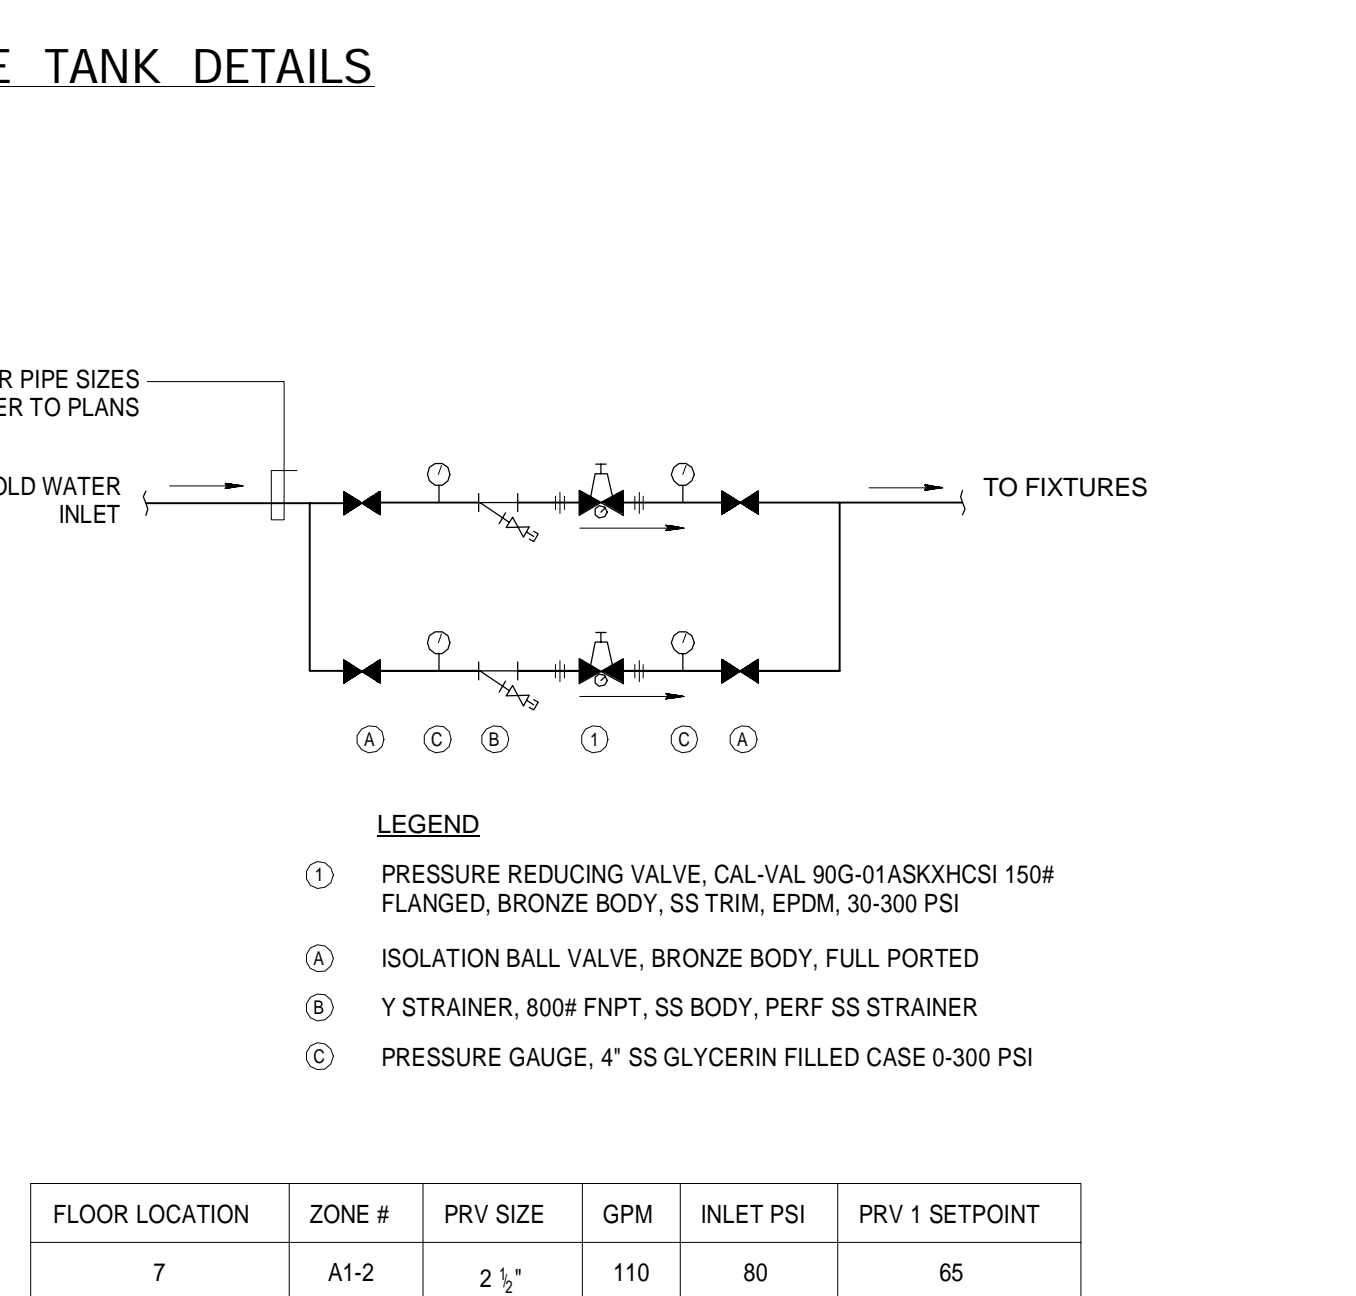 E TANK DETAILS
R PIPE SIZES
ER TO PLANS
OLD WATER
INLET
TO FIXTURES
A C B 1 C A
LEGEND
1 PRESSURE REDUCING VALVE, CAL-VAL 90G-01ASKXHCSI 150#
FLANGED, BRONZE BODY, SS TRIM, EPDM, 30-300 PSI
A ISOLATION BALL VALVE, BRONZE BODY, FULL PORTED
B Y STRAINER, 800# FNPT, SS BODY, PERF SS STRAINER
C PRESSURE GAUGE, 4" SS GLYCERIN FILLED CASE 0-300 PSI
FLOOR LOCATION ZONE # PRV SIZE GPM INLET PSI PRV 1 SETPOINT
7 A1-2 2 ½" 110 80 65